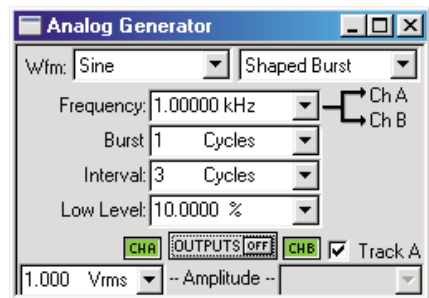 Analog Generator
Wfm: Sine Shaped Burst
Frequency: 1.00000 kHz Ch A
Ch B
Burst 1 Cycles
Interval: 3 Cycles
Low Level: 10.0000 %
CHA OUTPUTS OFF CHB Track A
1.000 Vrms -- Amplitude --